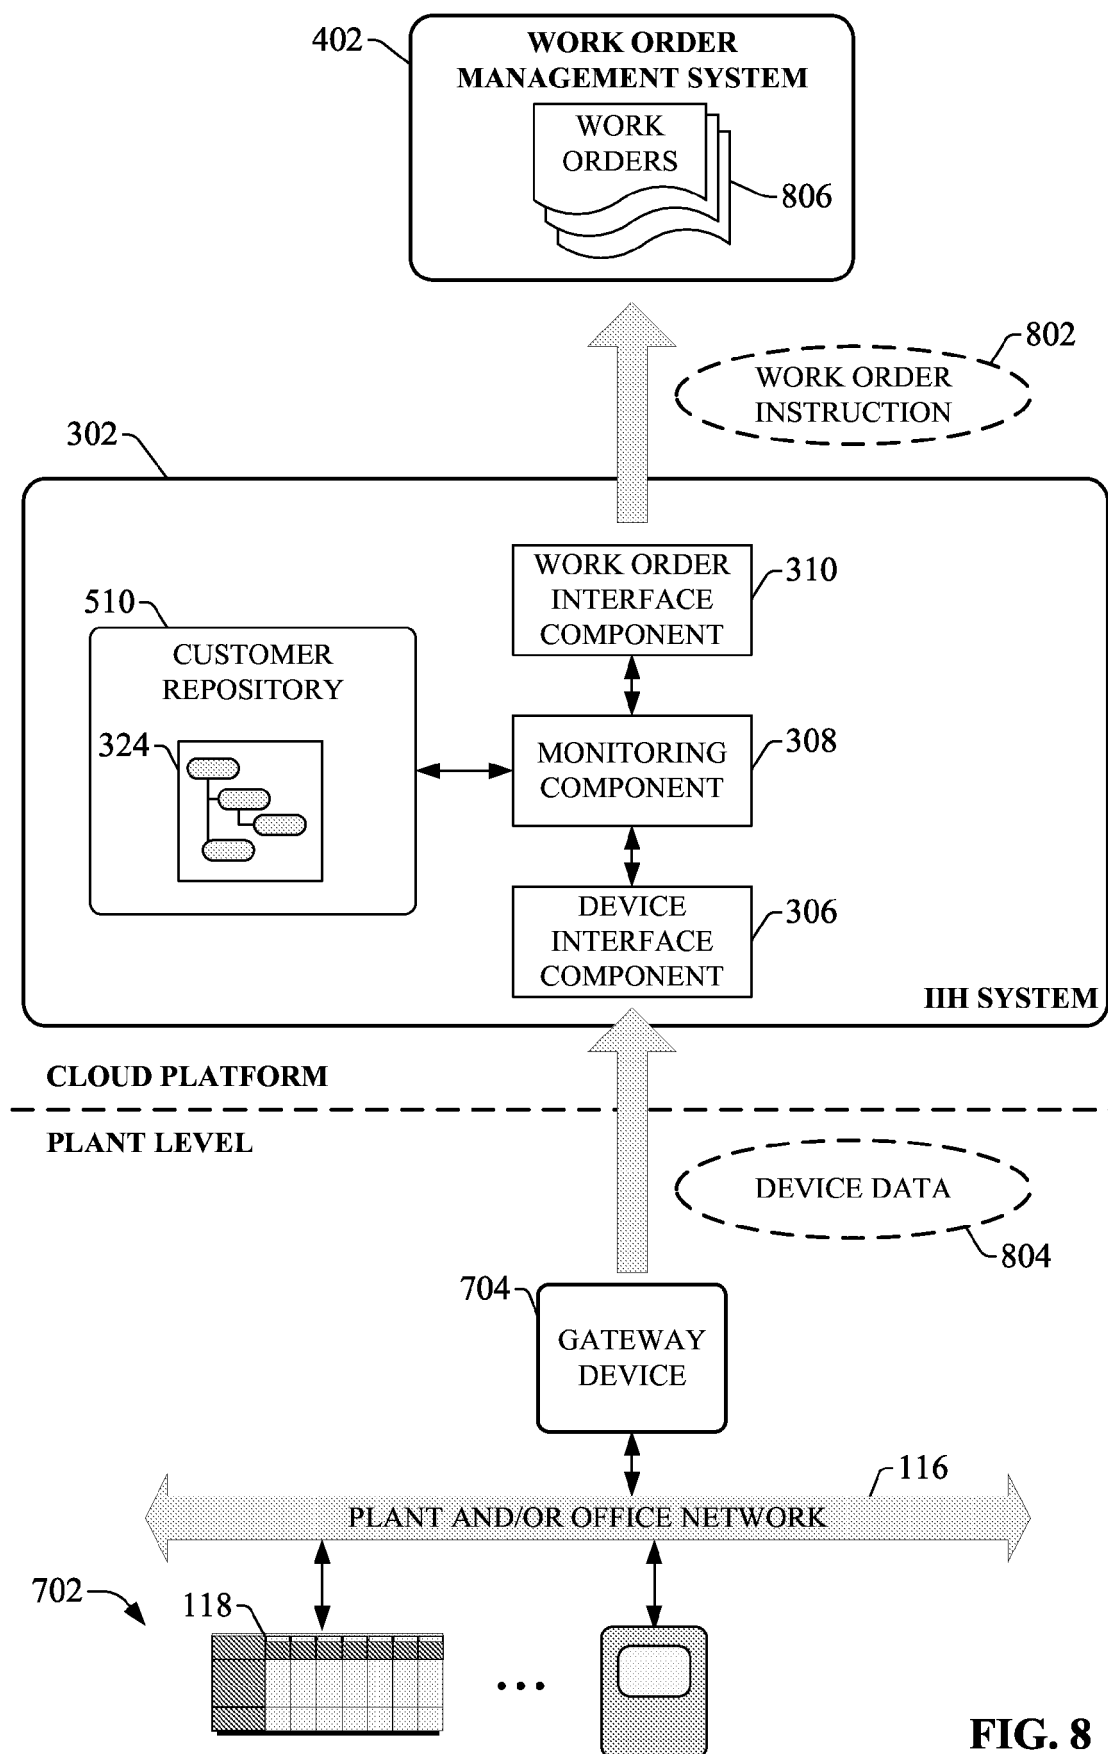 402
WORK ORDER
MANAGEMENT SYSTEM
WORK
ORDERS
806
802
WORK ORDER
INSTRUCTION
302
WORK ORDER
INTERFACE
COMPONENT
310
510
CUSTOMER
REPOSITORY
324
MONITORING
COMPONENT
308
DEVICE
INTERFACE
COMPONENT
306
IIH SYSTEM
CLOUD PLATFORM
PLANT LEVEL
DEVICE DATA
804
704
GATEWAY
DEVICE
116
PLANT AND/OR OFFICE NETWORK
702
118
...
FIG. 8